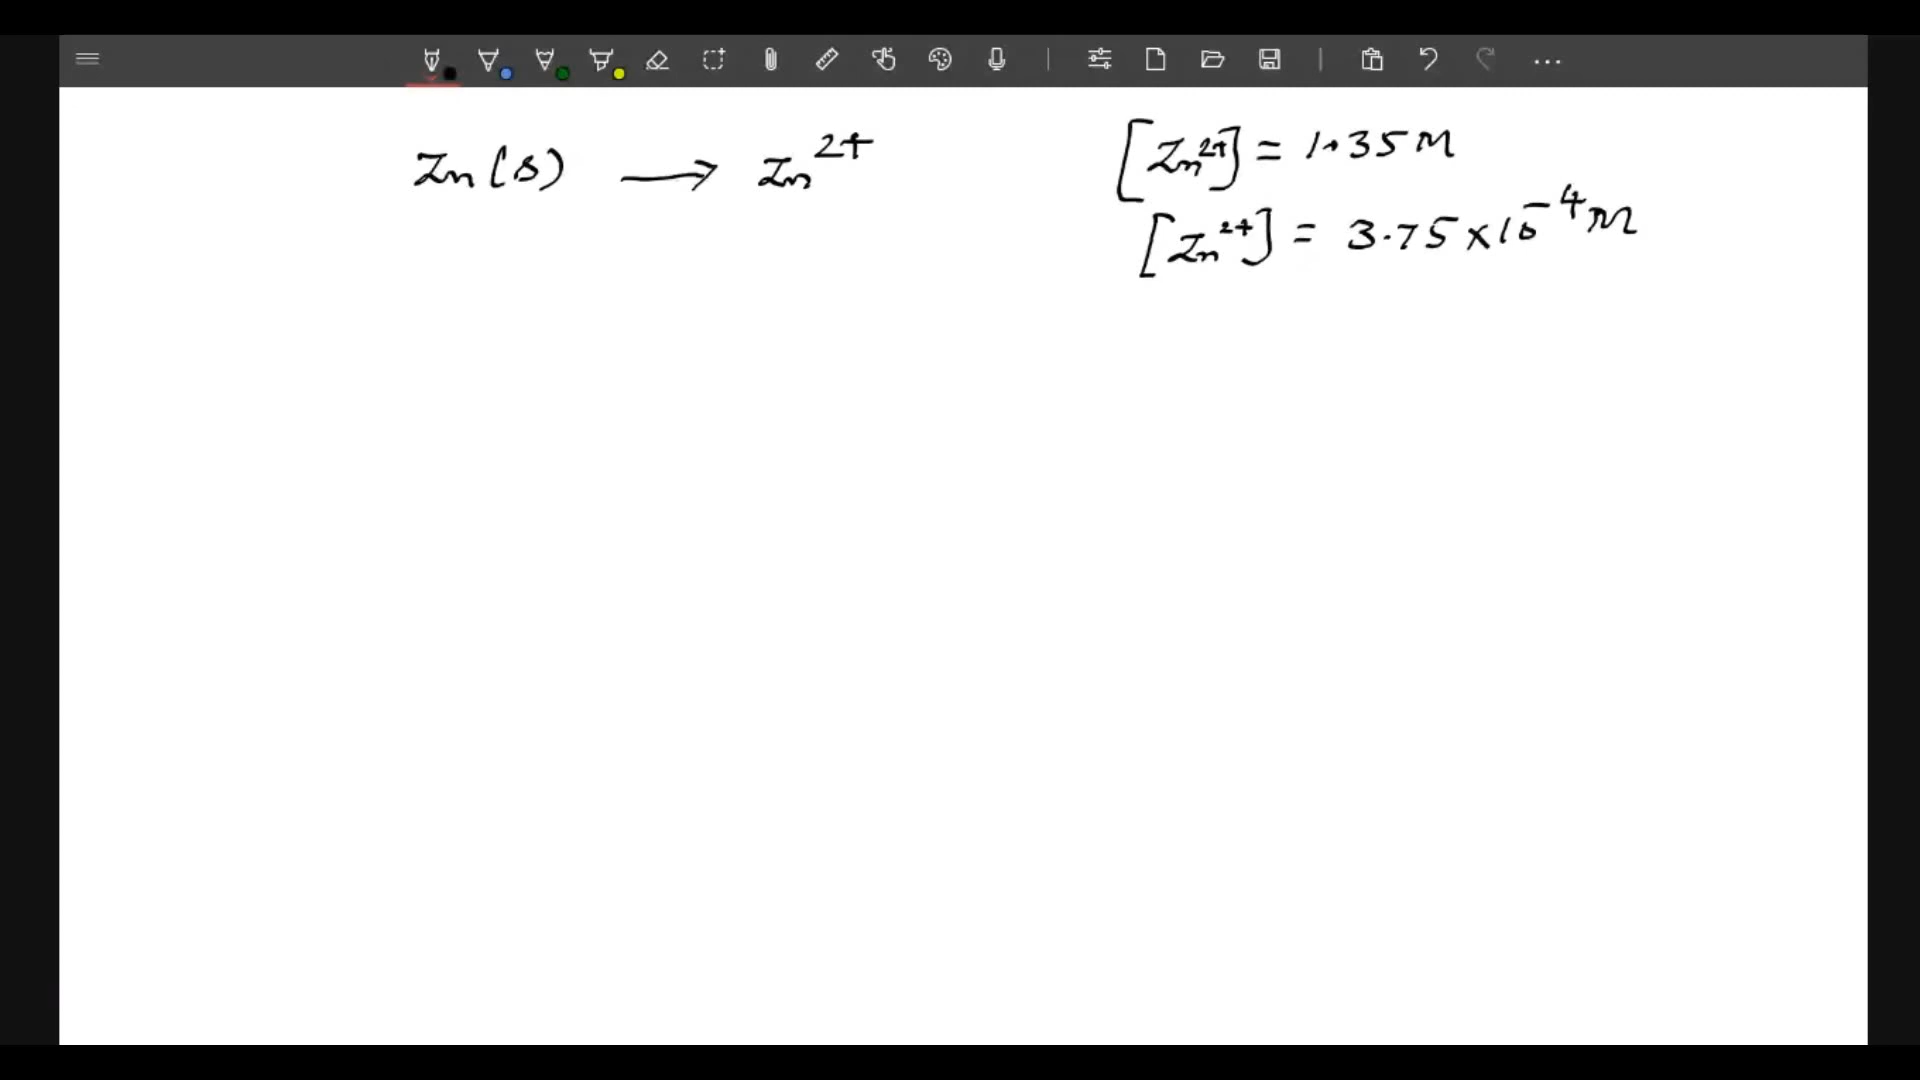 Zn(s) ⟶ Zn²⁺
[Zn²⁺] = 1.35 M
[Zn²⁺] = 3.75 × 10⁻⁴ M